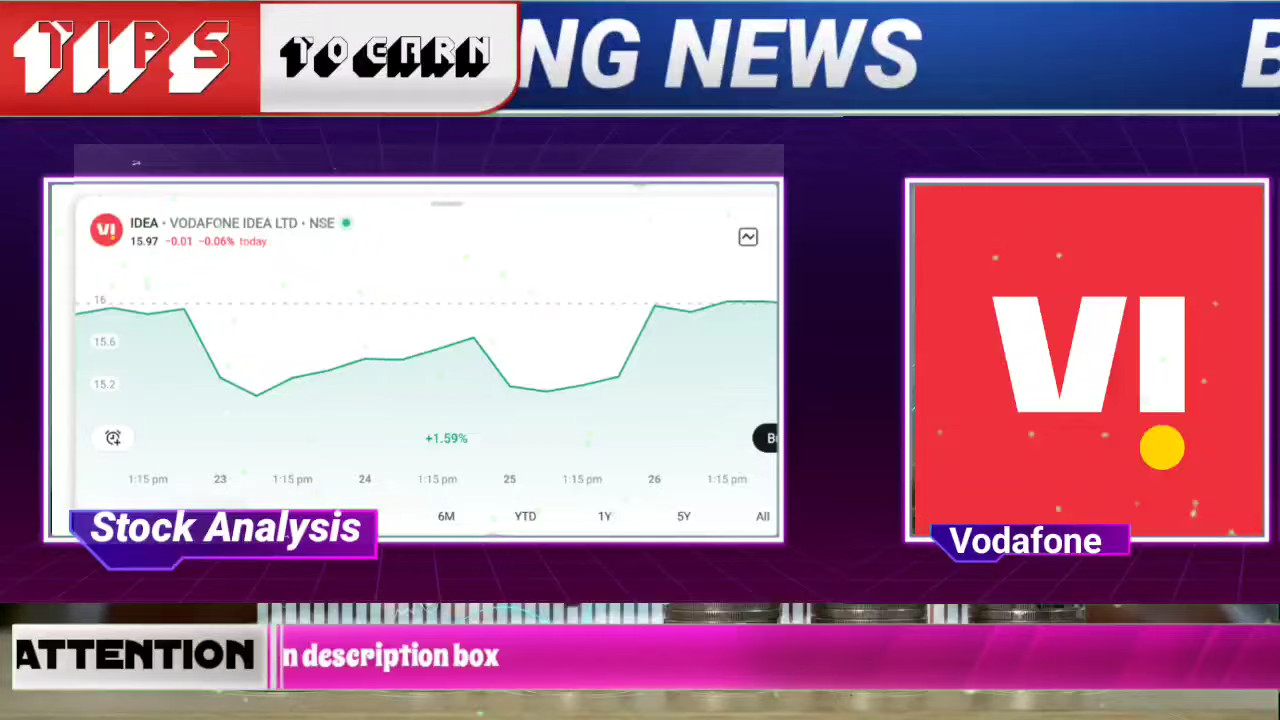 TIPS
TO EARN
NG NEWS
B
IDEA • VODAFONE IDEA LTD • NSE
15.97 −0.01 −0.06% today
16
15.6
15.2
+1.59%
1:15 pm 23 1:15 pm 24 1:15 pm 25 1:15 pm 26 1:15 pm
6M YTD 1Y 5Y All
Stock Analysis
VI
Vodafone
ATTENTION
n description box